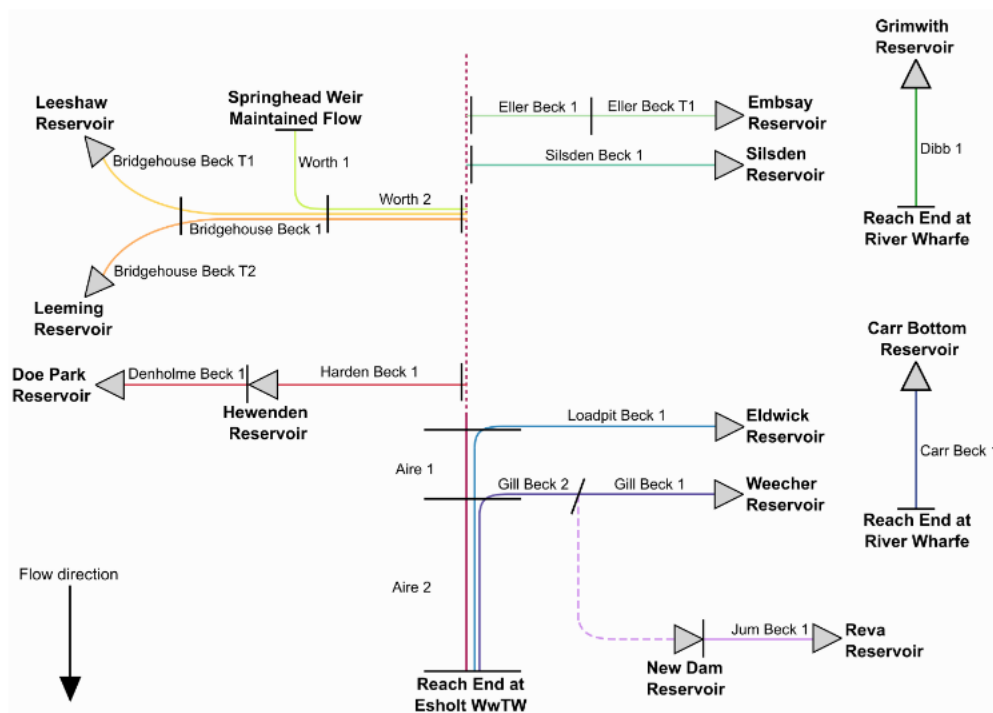 Grimwith
Reservoir
Leeshaw
Reservoir
Springhead Weir
Maintained Flow
Eller Beck 1
Eller Beck T1
Embsay
Reservoir
Bridgehouse Beck T1
Worth 1
Silsden Beck 1
Silsden
Reservoir
Dibb 1
Worth 2
Bridgehouse Beck 1
Reach End at
River Wharfe
Bridgehouse Beck T2
Leeming
Reservoir
Carr Bottom
Reservoir
Doe Park
Reservoir
Denholme Beck 1
Harden Beck 1
Hewenden
Reservoir
Loadpit Beck 1
Eldwick
Reservoir
Aire 1
Carr Beck 1
Gill Beck 2
Gill Beck 1
Weecher
Reservoir
Reach End at
River Wharfe
Flow direction
Aire 2
Jum Beck 1
Reva
Reservoir
New Dam
Reservoir
Reach End at
Esholt WwTW